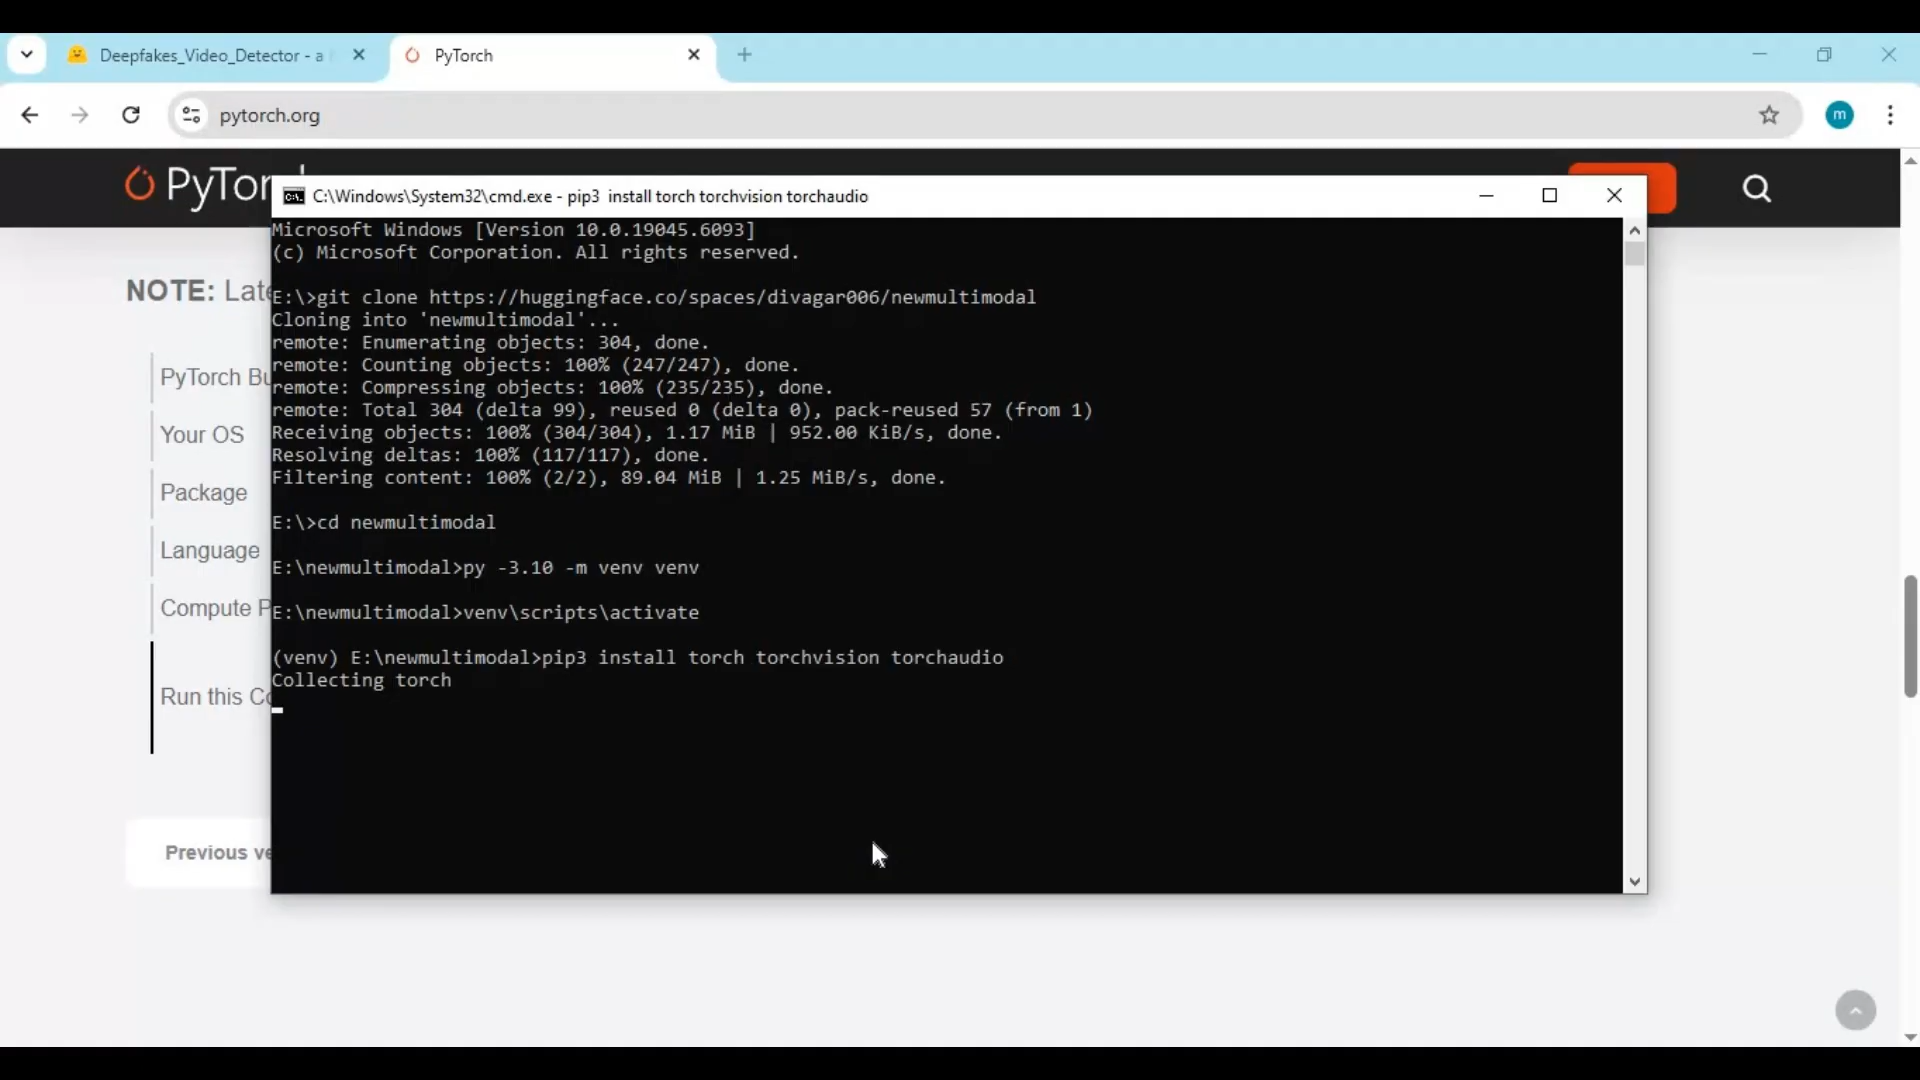 Deepfakes_Video_Detector - a
PyTorch
pytorch.org
m
PyTor
C:\Windows\System32\cmd.exe - pip3 install torch torchvision torchaudio
Microsoft Windows [Version 10.0.19045.6093]
(c) Microsoft Corporation. All rights reserved.
NOTE: Late
E:\>git clone https://huggingface.co/spaces/divagar006/newmultimodal
Cloning into 'newmultimodal'...
remote: Enumerating objects: 304, done.
remote: Counting objects: 100% (247/247), done.
remote: Compressing objects: 100% (235/235), done.
remote: Total 304 (delta 99), reused 0 (delta 0), pack-reused 57 (from 1)
Receiving objects: 100% (304/304), 1.17 MiB | 952.00 KiB/s, done.
Resolving deltas: 100% (117/117), done.
Filtering content: 100% (2/2), 89.04 MiB | 1.25 MiB/s, done.
E:\>cd newmultimodal
E:\newmultimodal>py -3.10 -m venv venv
E:\newmultimodal>venv\scripts\activate
(venv) E:\newmultimodal>pip3 install torch torchvision torchaudio
Collecting torch
PyTorch Bu
Your OS
Package
Language
Compute P
Run this Co
Previous ve